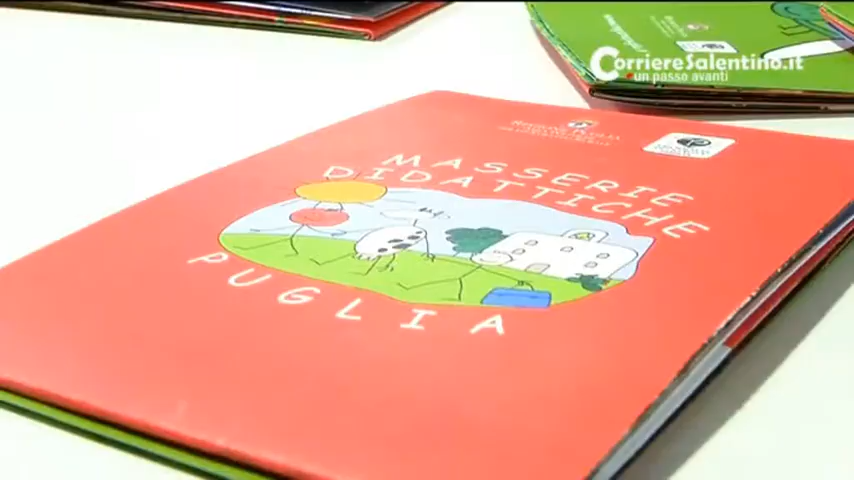 CorriereSalentino.it
un passo avanti
MASSERIE
DIDATTICHE
PUGLIA